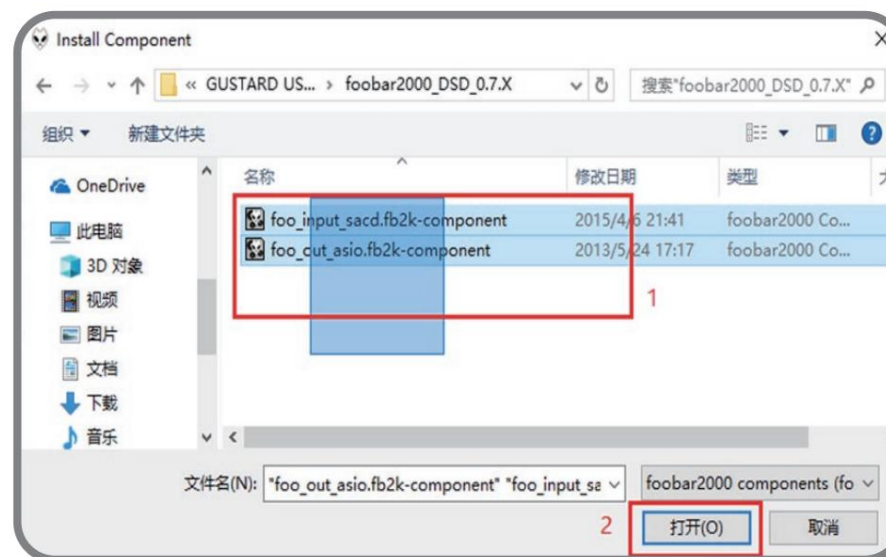 Install Component
« GUSTARD US... › foobar2000_DSD_0.7.X
搜索"foobar2000_DSD_0.7.X"
组织 新建文件夹
名称 修改日期 类型
OneDrive
此电脑
3D 对象
视频
图片
文档
下载
音乐
foo_input_sacd.fb2k-component 2015/4/6 21:41 foobar2000 Co...
foo_out_asio.fb2k-component 2013/5/24 17:17 foobar2000 Co...
1
文件名(N): "foo_out_asio.fb2k-component" "foo_input_sa foobar2000 components (fo
2 打开(O) 取消